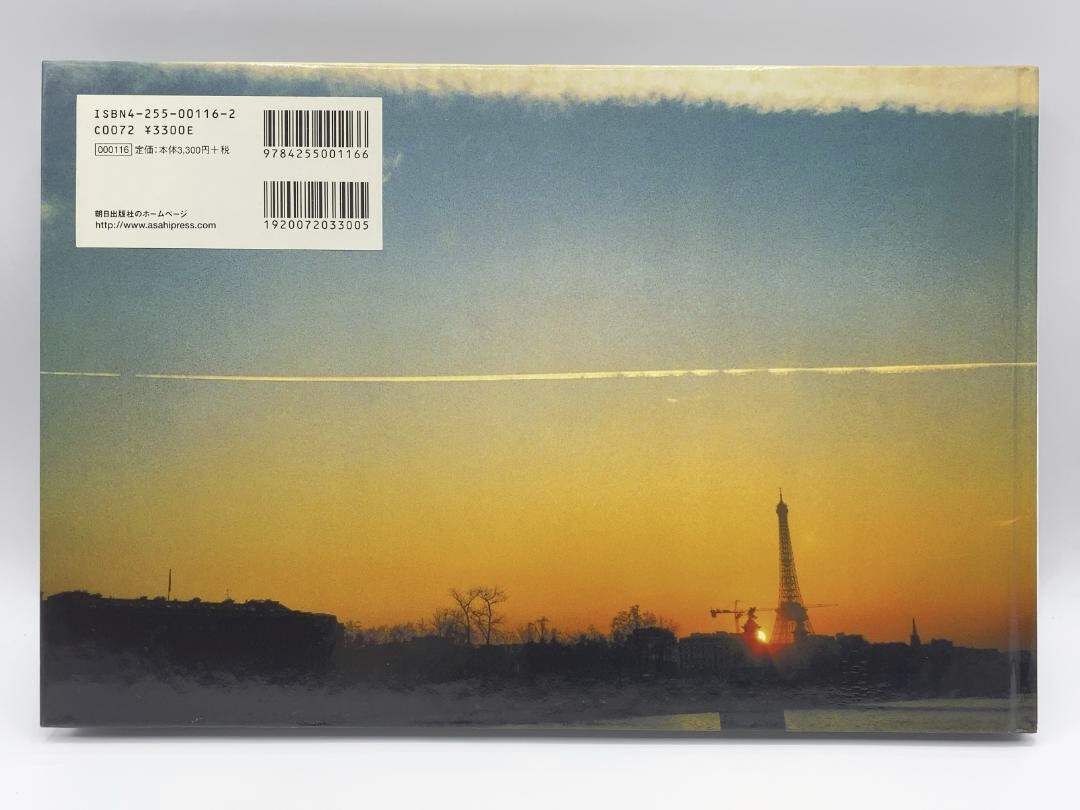 ISBN4-255-00116-2
C0072 ¥3300E
000116 定価:本体3,300円+税
9784255001166
朝日出版社のホームページ
http://www.asahipress.com
1920072033005